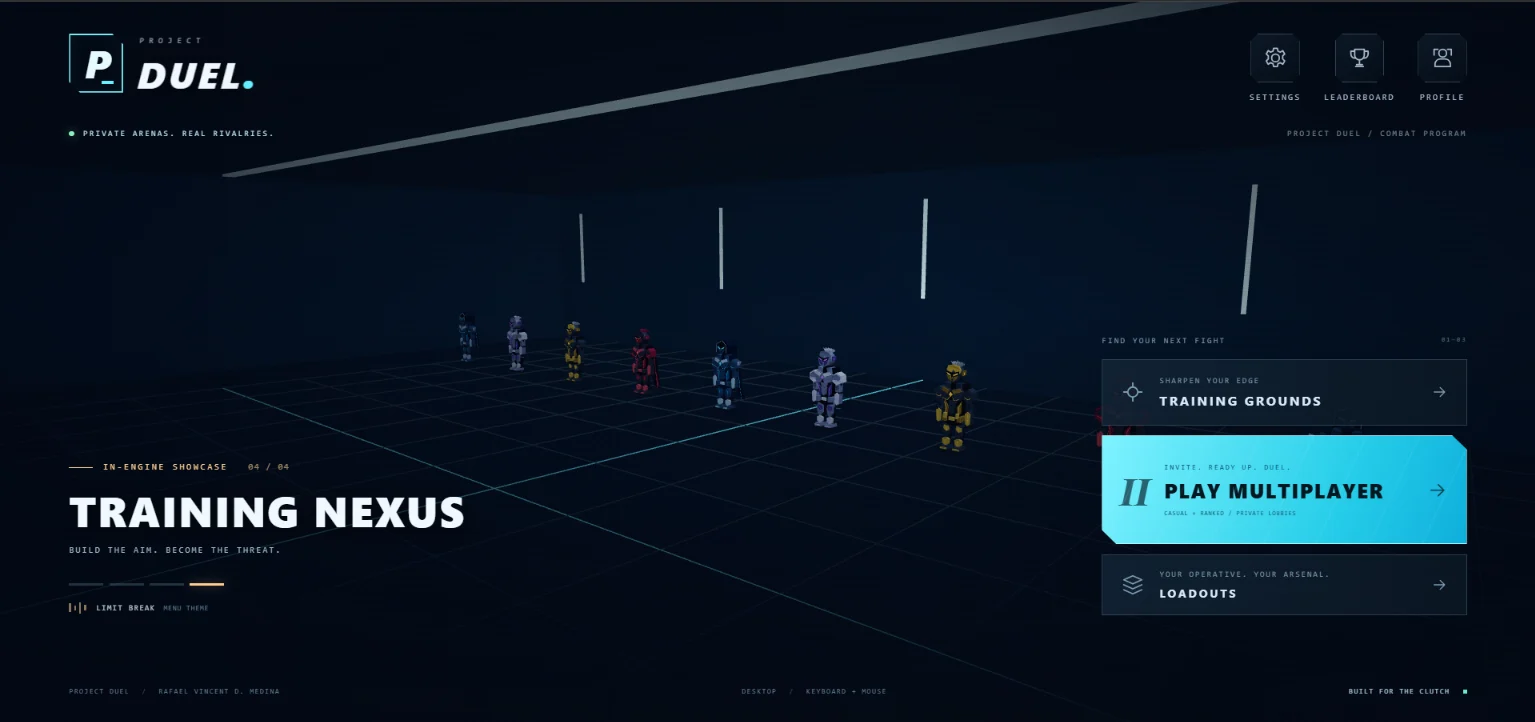 P_
PROJECT
DUEL.
SETTINGS
LEADERBOARD
PROFILE
PRIVATE ARENAS. REAL RIVALRIES.
PROJECT DUEL / COMBAT PROGRAM
FIND YOUR NEXT FIGHT
01—03
SHARPEN YOUR EDGE
TRAINING GROUNDS
INVITE. READY UP. DUEL.
II
PLAY MULTIPLAYER
CASUAL + RANKED / PRIVATE LOBBIES
YOUR OPERATIVE. YOUR ARSENAL.
LOADOUTS
IN-ENGINE SHOWCASE 04 / 04
TRAINING NEXUS
BUILD THE AIM. BECOME THE THREAT.
LIMIT BREAK MENU THEME
PROJECT DUEL / RAFAEL VINCENT D. MEDINA
DESKTOP / KEYBOARD + MOUSE
BUILT FOR THE CLUTCH